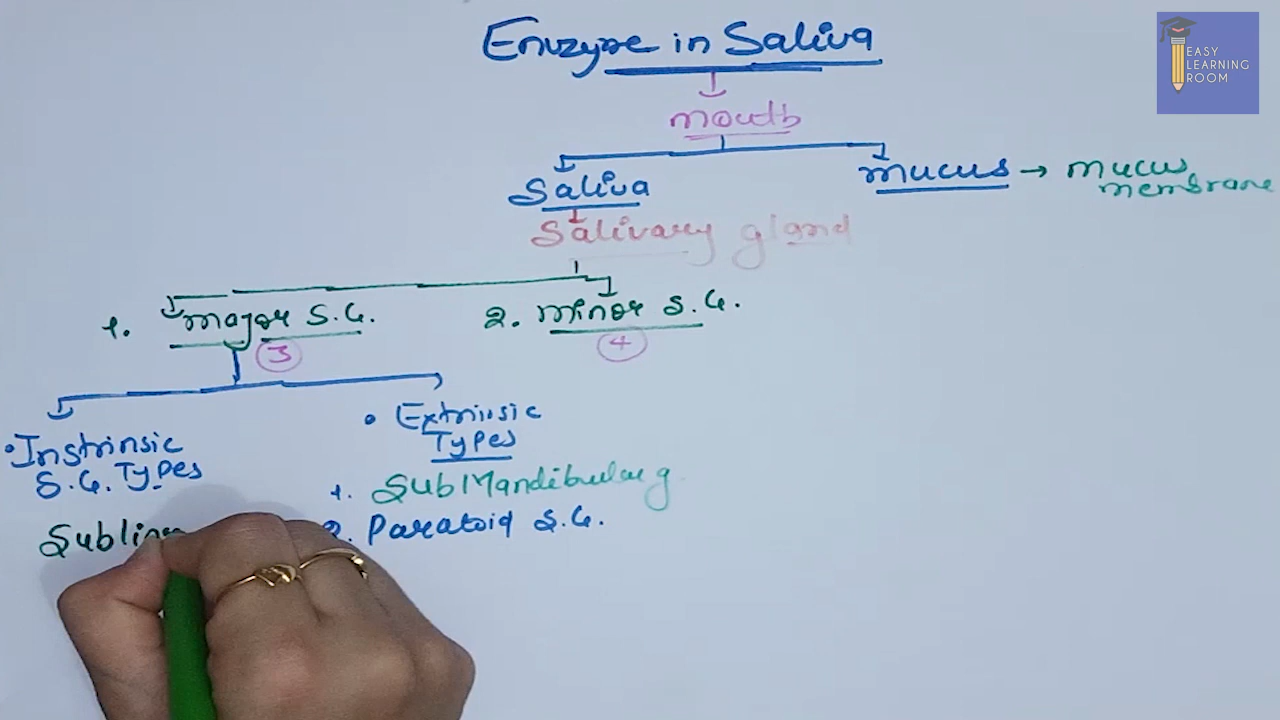 Enzyme in Saliva
EASY
LEARNING
ROOM
mouth
Saliva
mucus → mucus
membrane
Salivary gland
1. major S.G.
2. minor S.G.
3
4
• Instrinsic
S.G. Types
• Extrinsic
Types
1. SubMandibular g
2. Paratoid S.G.